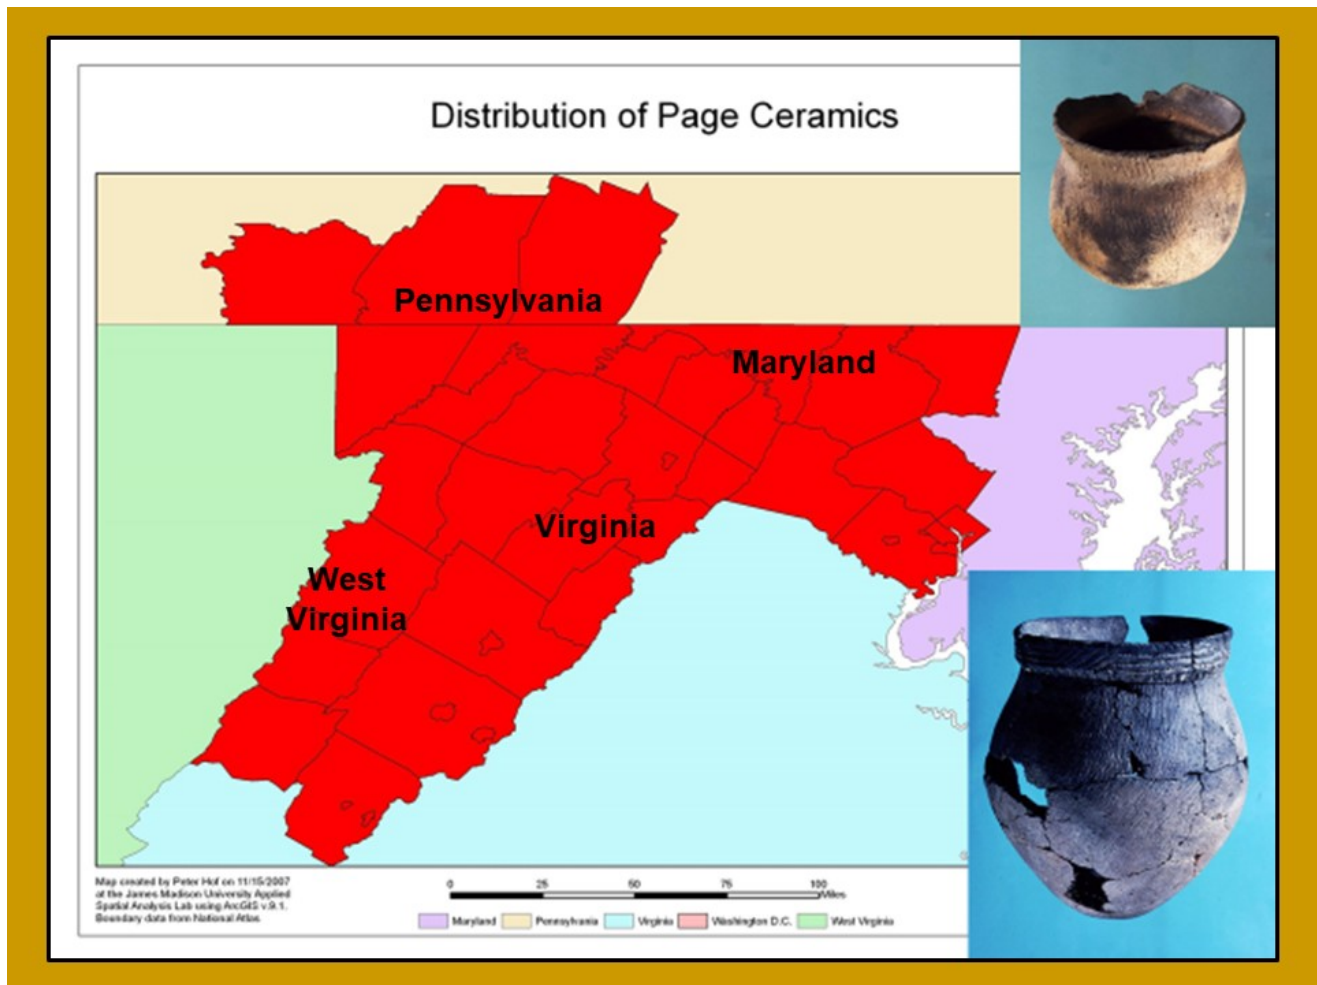 Distribution of Page Ceramics
Pennsylvania
Maryland
Virginia
West
Virginia
Map created by Peter Hof on 11/15/2007
at the James Madison University Applied
Spatial Analysis Lab using ArcGIS v.9.1.
Boundary data from National Atlas
0 25 50 75 100
Miles
Maryland Pennsylvania Virginia Washington D.C. West Virginia